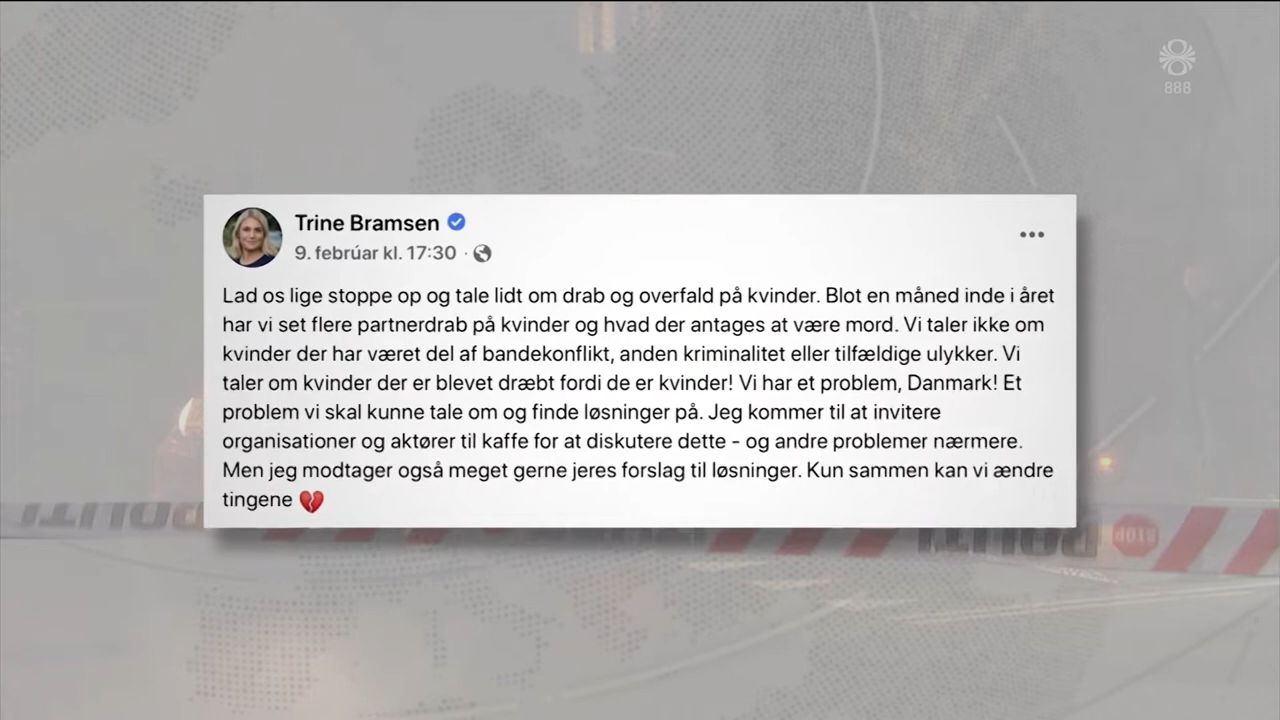 888
Trine Bramsen
9. febrúar kl. 17:30 ·
Lad os lige stoppe op og tale lidt om drab og overfald på kvinder. Blot en måned inde i året
har vi set flere partnerdrab på kvinder og hvad der antages at være mord. Vi taler ikke om
kvinder der har været del af bandekonflikt, anden kriminalitet eller tilfældige ulykker. Vi
taler om kvinder der er blevet dræbt fordi de er kvinder! Vi har et problem, Danmark! Et
problem vi skal kunne tale om og finde løsninger på. Jeg kommer til at invitere
organisationer og aktører til kaffe for at diskutere dette - og andre problemer nærmere.
Men jeg modtager også meget gerne jeres forslag til løsninger. Kun sammen kan vi ændre
tingene 💔
POLITI
POLITI
STOP